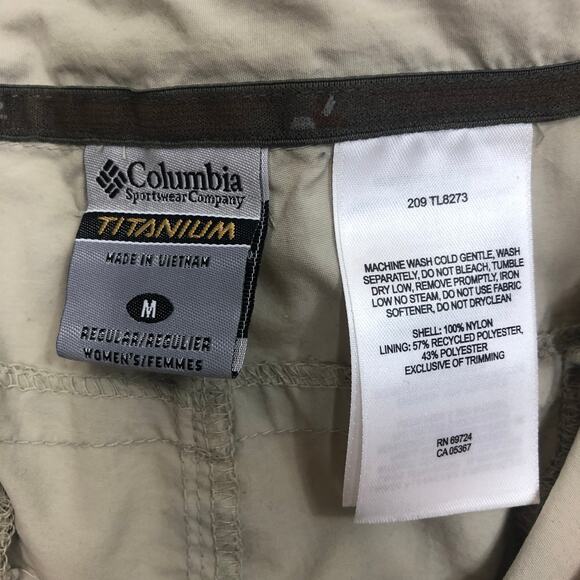 Columbia
Sportswear Company
TITANIUM
MADE IN VIETNAM
M
REGULAR/REGULIER
WOMEN'S/FEMMES
209 TL8273
MACHINE WASH COLD GENTLE, WASH
SEPARATELY, DO NOT BLEACH, TUMBLE
DRY LOW, REMOVE PROMPTLY, IRON
LOW NO STEAM, DO NOT USE FABRIC
SOFTENER, DO NOT DRYCLEAN
SHELL: 100% NYLON
LINING: 57% RECYCLED POLYESTER,
43% POLYESTER
EXCLUSIVE OF TRIMMING
RN 69724
CA 05367